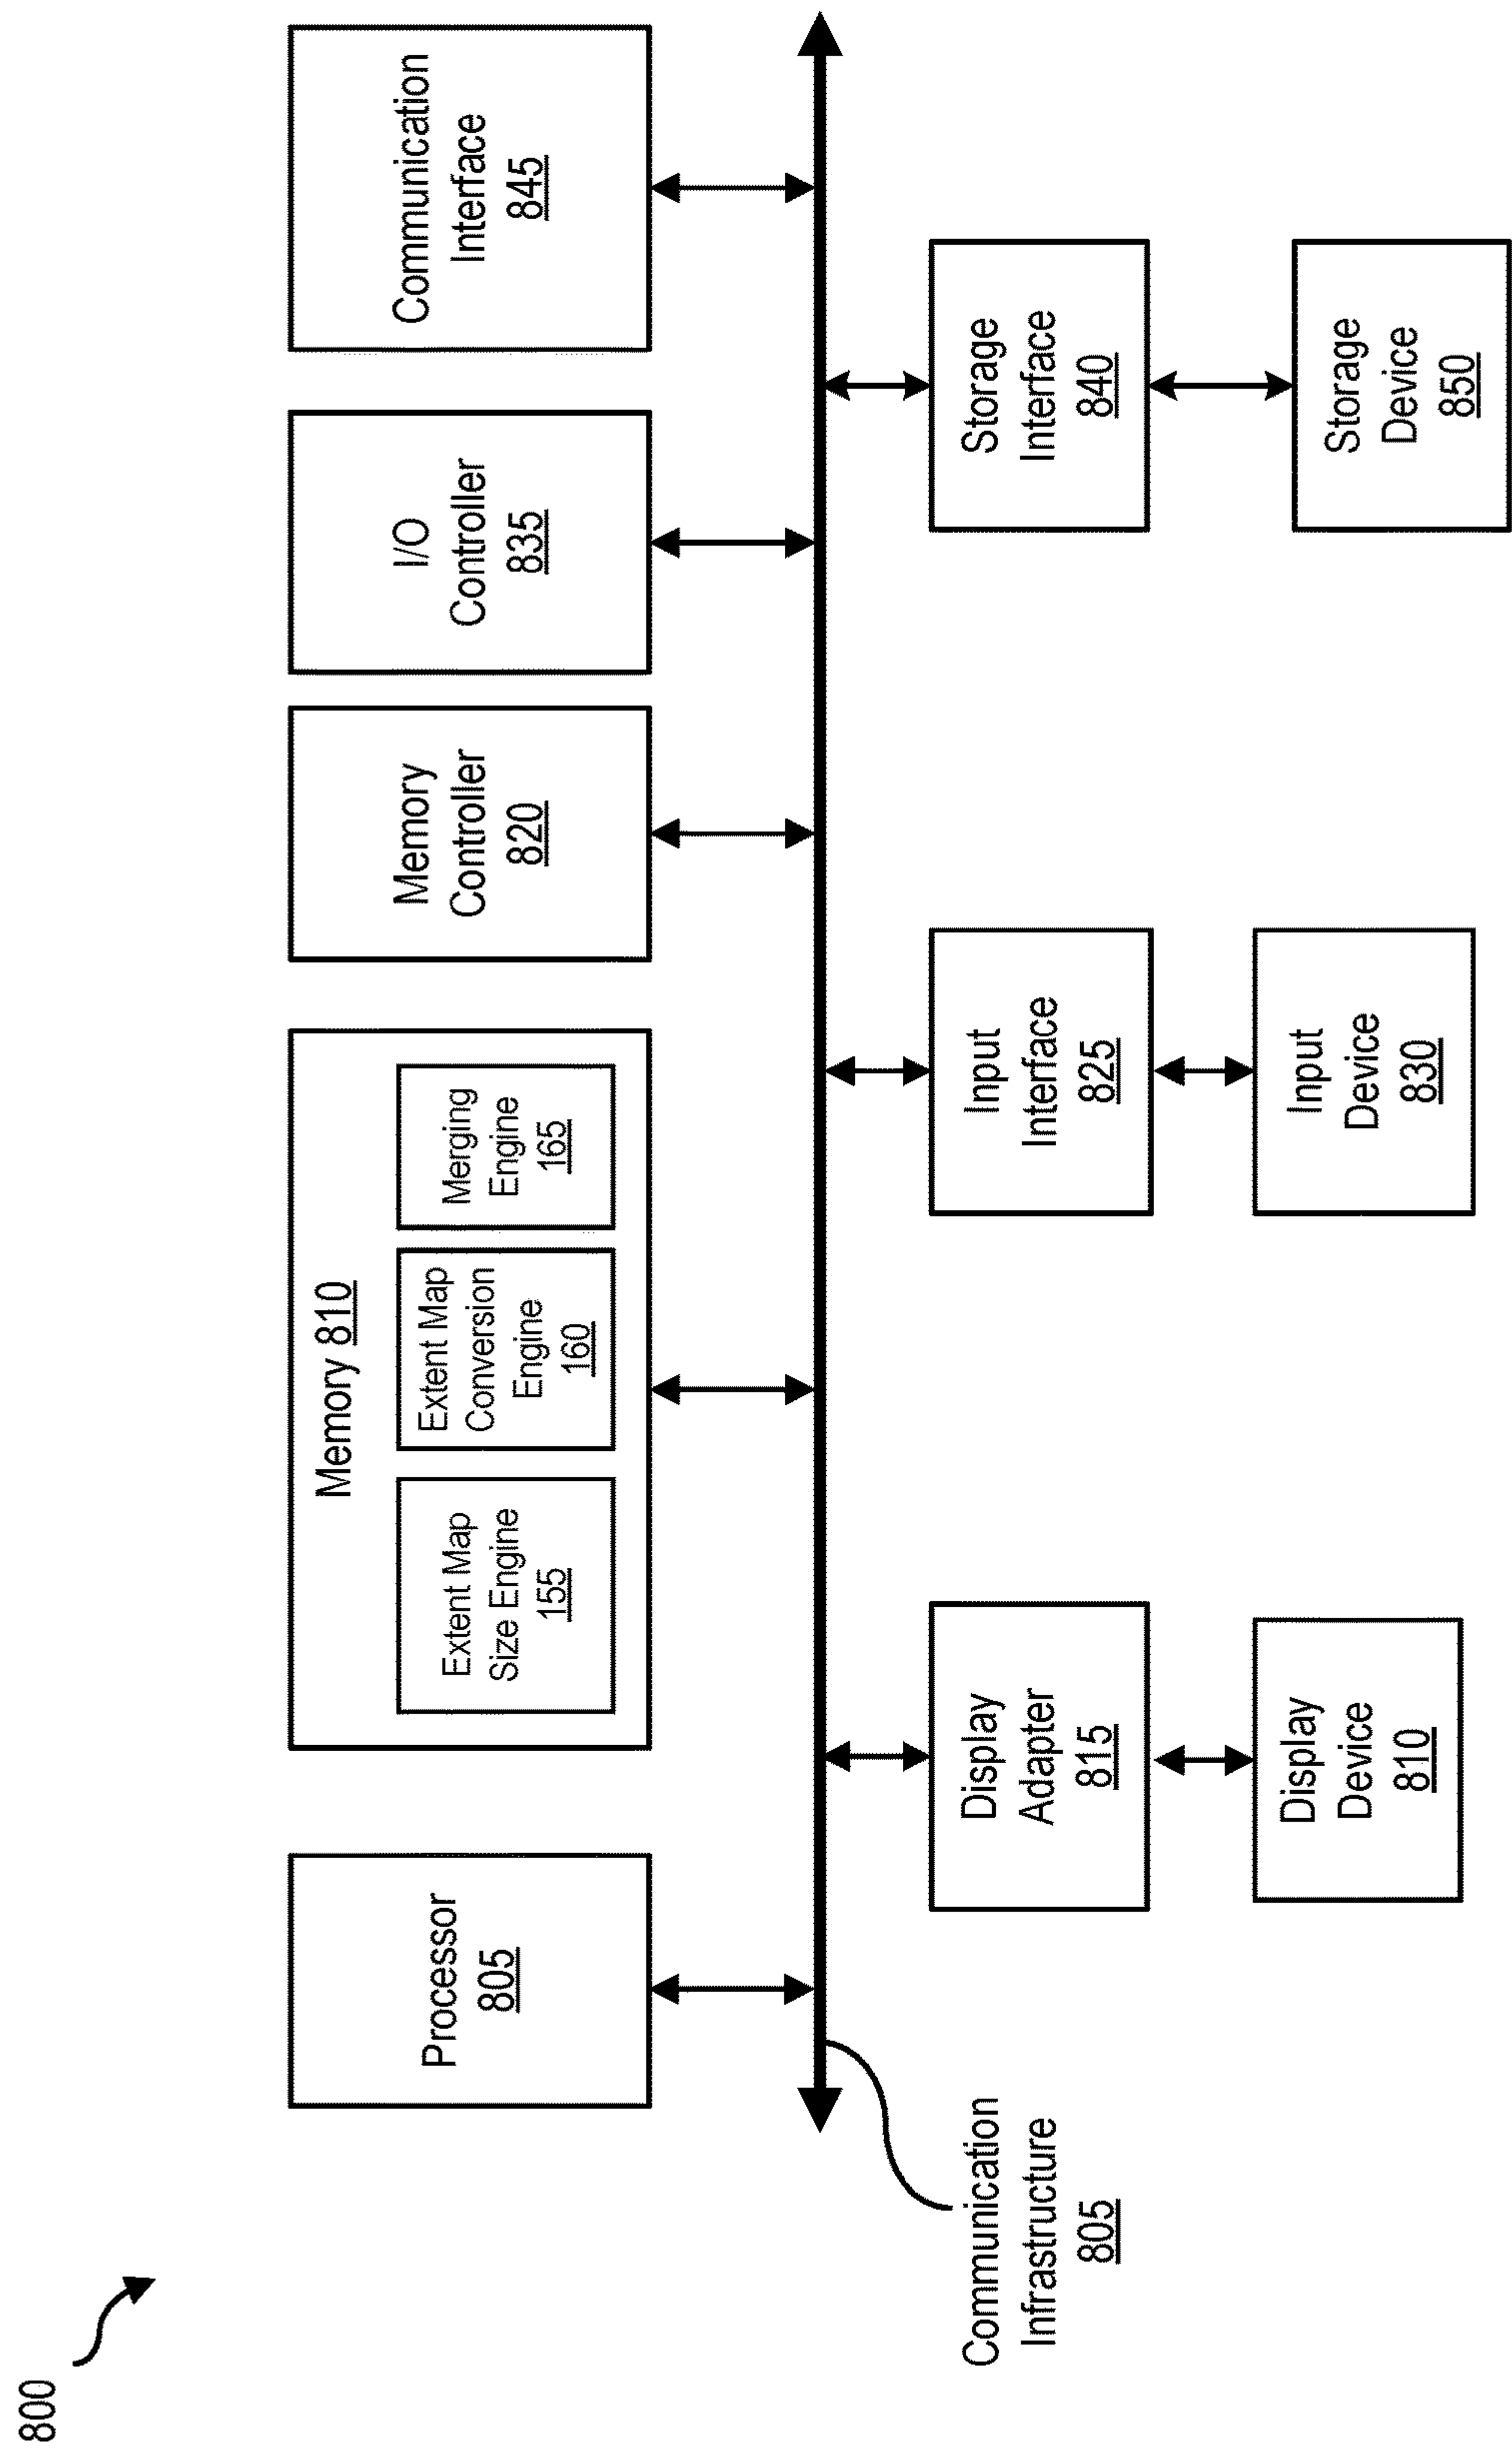 800
Processor
805
Memory 810
Extent Map
Size Engine
155
Extent Map
Conversion
Engine
160
Merging
Engine
165
Memory
Controller
820
I/O
Controller
835
Communication
Interface
845
Communication
Infrastructure
805
Display
Adapter
815
Input
Interface
825
Storage
Interface
840
Display
Device
810
Input
Device
830
Storage
Device
850